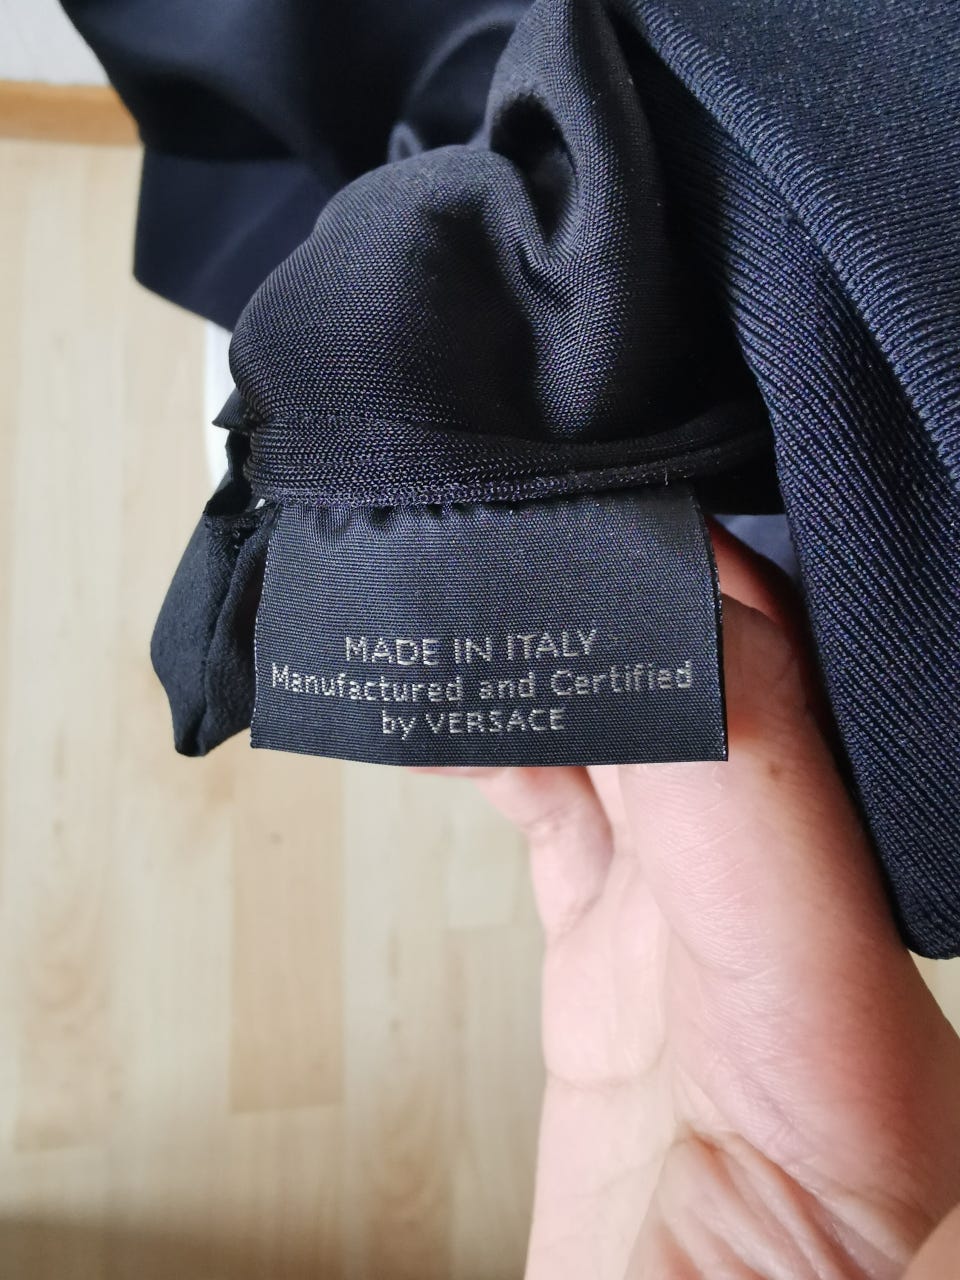 MADE IN ITALY
Manufactured and Certified
by VERSACE